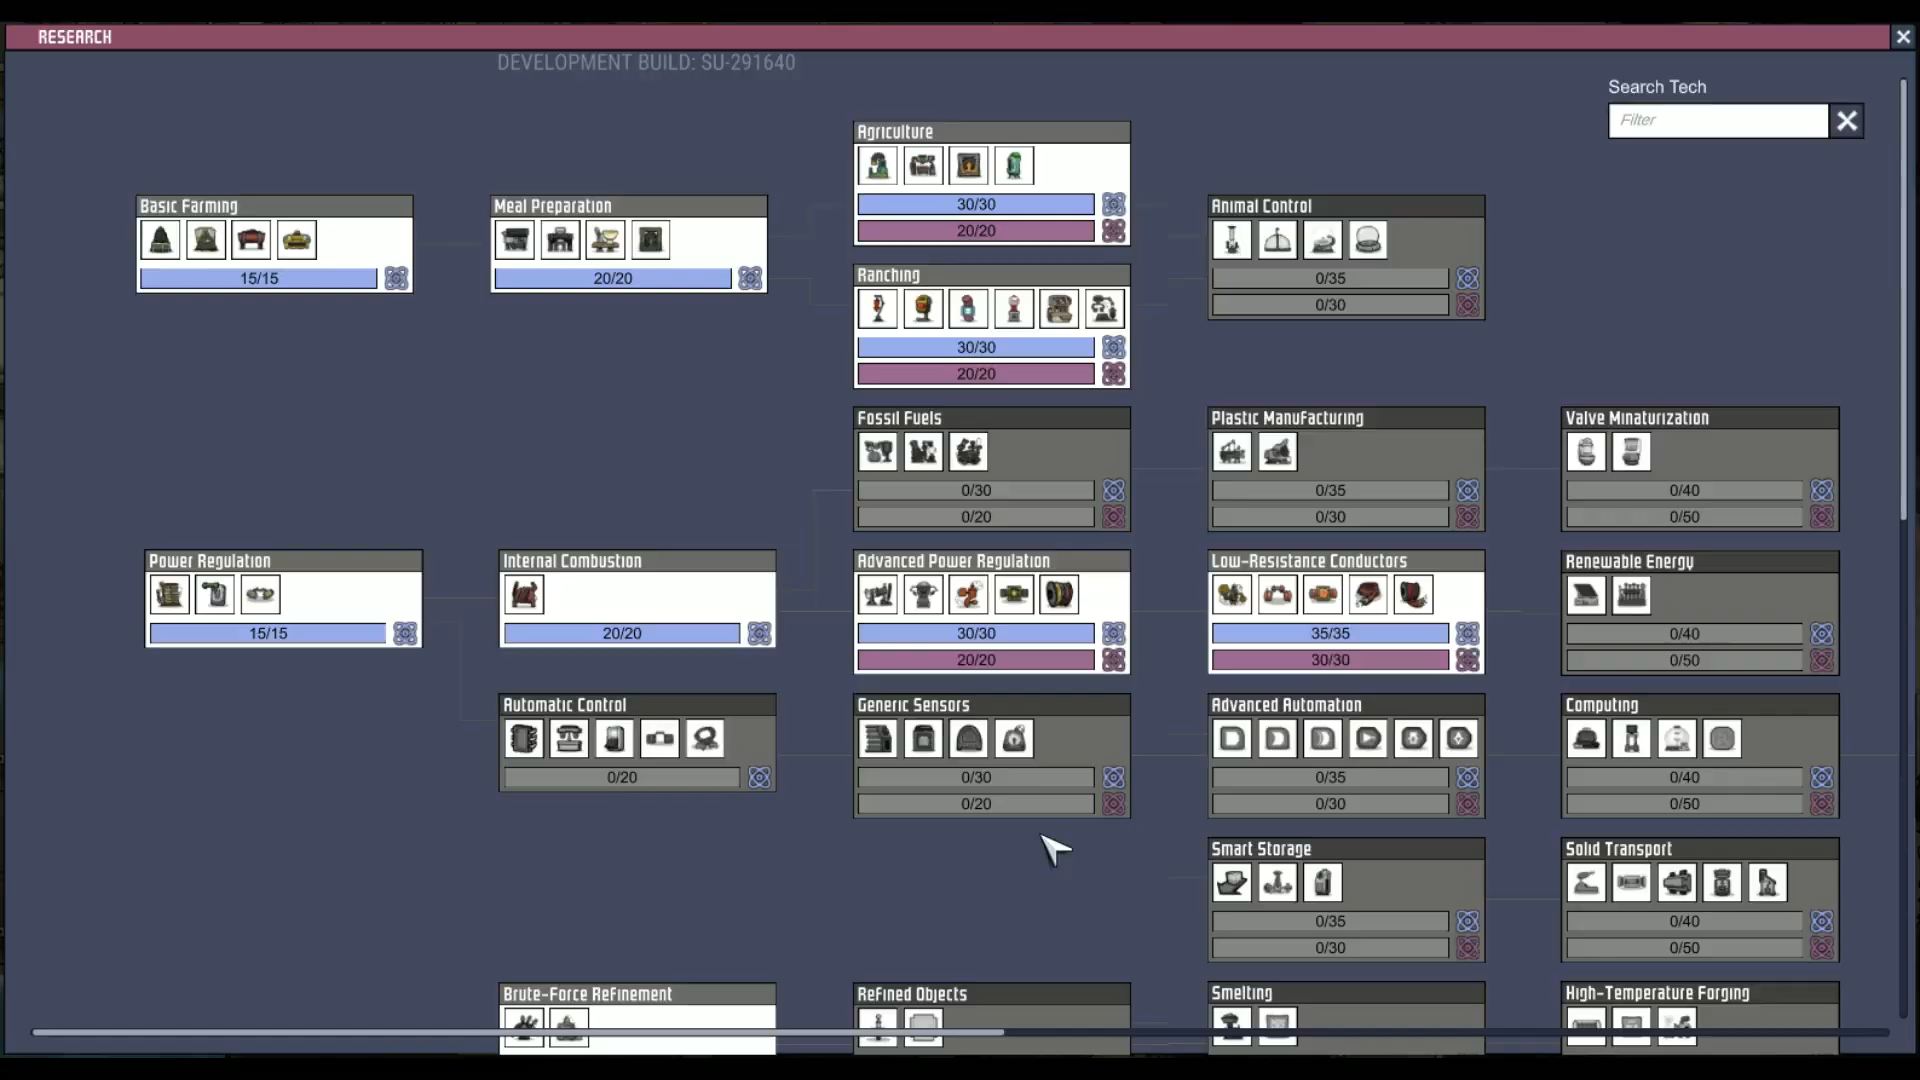 RESEARCH
DEVELOPMENT BUILD: SU-291640
Search Tech
Filter
Agriculture
30/30
20/20
Basic Farming
15/15
Meal Preparation
20/20
Animal Control
0/35
0/30
Ranching
30/30
20/20
Fossil Fuels
0/30
0/20
Plastic Manufacturing
0/35
0/30
Valve Minaturization
0/40
0/50
Power Regulation
15/15
Internal Combustion
20/20
Advanced Power Regulation
30/30
20/20
Low-Resistance Conductors
35/35
30/30
Renewable Energy
0/40
0/50
Automatic Control
0/20
Generic Sensors
0/30
0/20
Advanced Automation
0/35
0/30
Computing
0/40
0/50
Smart Storage
0/35
0/30
Solid Transport
0/40
0/50
Brute-Force Refinement
Refined Objects
Smelting
High-Temperature Forging